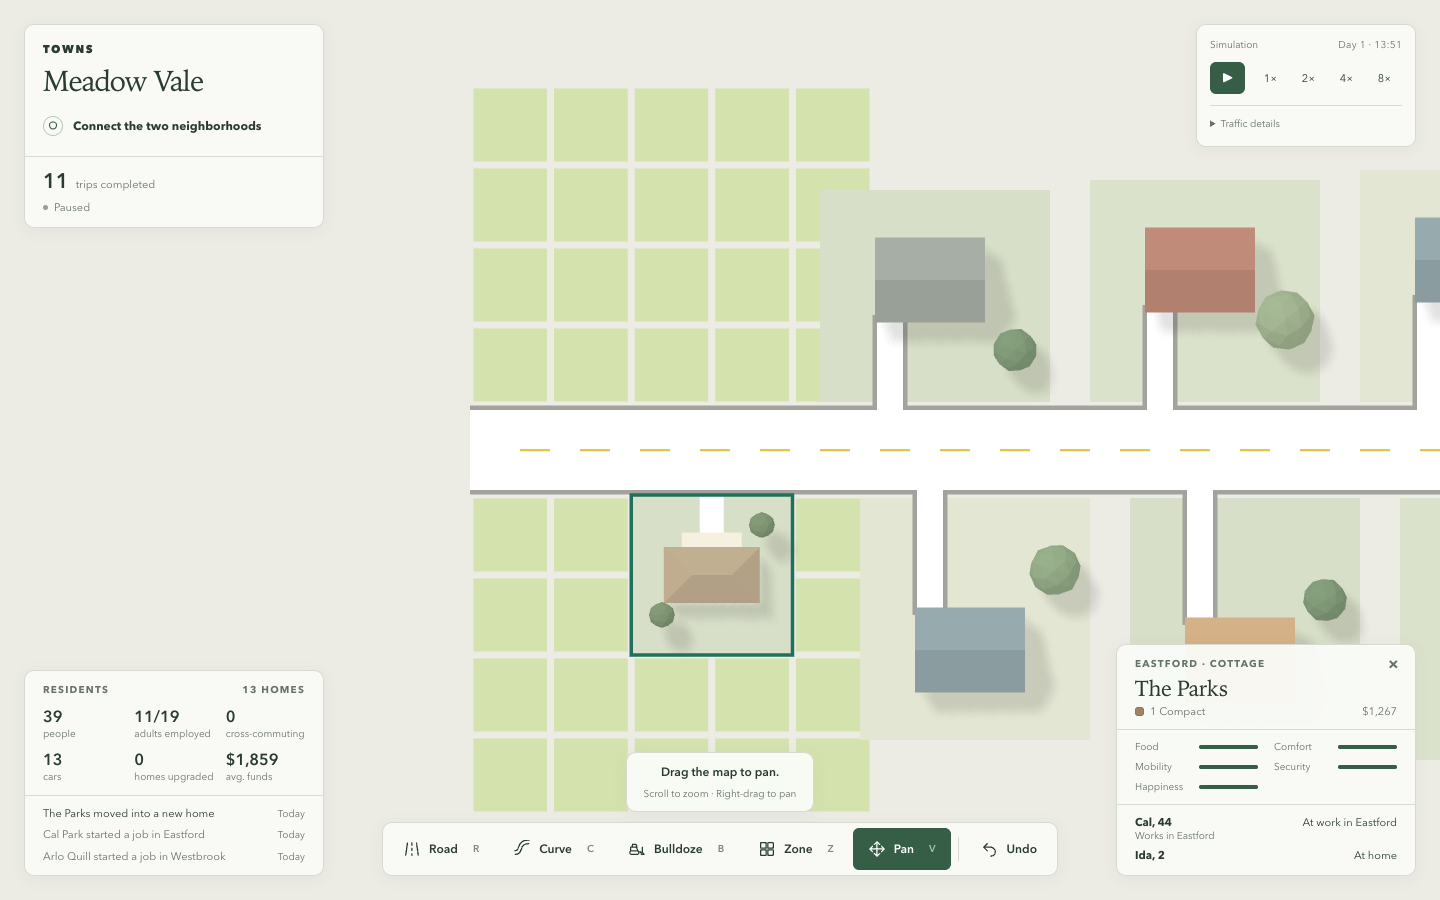 TOWNS
Meadow Vale
Connect the two neighborhoods
11 trips completed
Paused
Simulation
Day 1 · 13:51
1× 2× 4× 8×
Traffic details
RESIDENTS
13 HOMES
39 11/19 0
people adults employed cross-commuting
13 0 $1,859
cars homes upgraded avg. funds
The Parks moved into a new home Today
Cal Park started a job in Eastford Today
Arlo Quill started a job in Westbrook Today
Drag the map to pan.
Scroll to zoom · Right-drag to pan
Road R Curve C Bulldoze B Zone Z Pan V Undo
EASTFORD · COTTAGE
The Parks
1 Compact $1,267
Food Comfort
Mobility Security
Happiness
Cal, 44 At work in Eastford
Works in Eastford
Ida, 2 At home